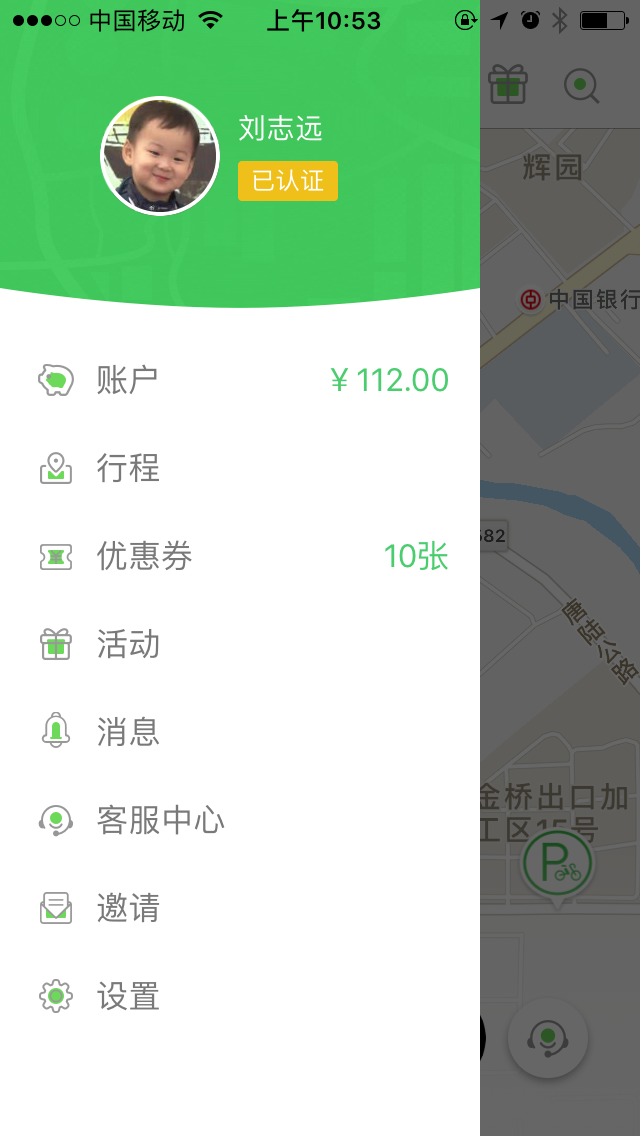 中国移动
上午10:53
刘志远
已认证
辉园
中国银行
账户
¥ 112.00
行程
优惠券
10张
582
活动
唐陆公路
消息
金桥出口加
工区15号
P
客服中心
邀请
设置